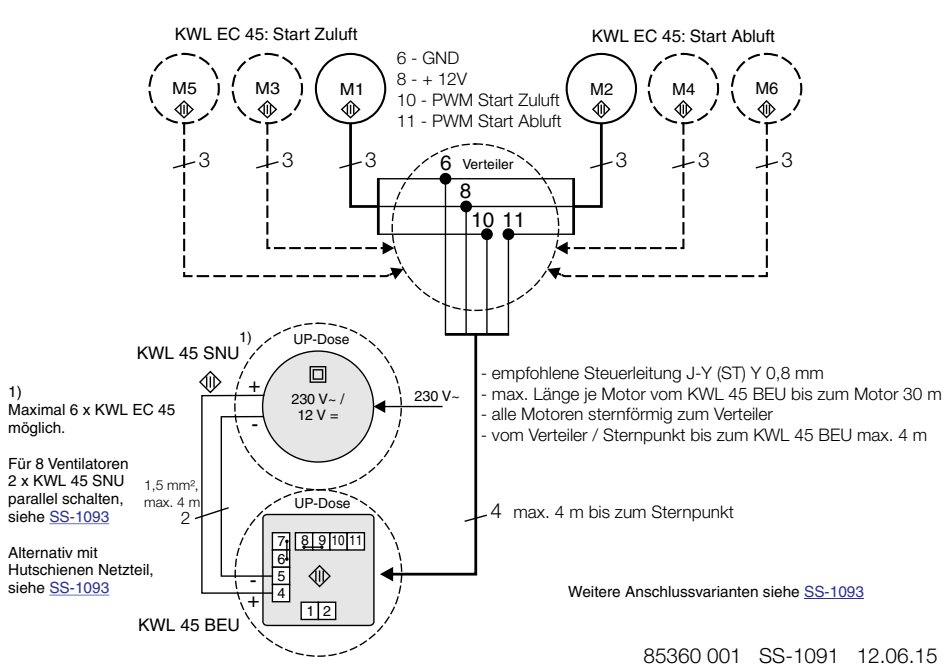 KWL EC 45: Start Zuluft
KWL EC 45: Start Abluft
M5
M3
M1
M2
M4
M6
6 - GND
8 - + 12V
10 - PWM Start Zuluft
11 - PWM Start Abluft
3
3
3
3
3
3
6 Verteiler
8
10 11
KWL 45 SNU
1)
UP-Dose
230 V~ /
12 V =
+
-
230 V~
- empfohlene Steuerleitung J-Y (ST) Y 0,8 mm
- max. Länge je Motor vom KWL 45 BEU bis zum Motor 30 m
- alle Motoren sternförmig zum Verteiler
- vom Verteiler / Sternpunkt bis zum KWL 45 BEU max. 4 m
1)
Maximal 6 x KWL EC 45
möglich.
Für 8 Ventilatoren
2 x KWL 45 SNU
parallel schalten,
siehe SS-1093
Alternativ mit
Hutschienen Netzteil,
siehe SS-1093
1,5 mm²,
max. 4 m
2
UP-Dose
7 8 9 10 11
6
5
4
1 2
-
+
KWL 45 BEU
4 max. 4 m bis zum Sternpunkt
Weitere Anschlussvarianten siehe SS-1093
85360 001 SS-1091 12.06.15